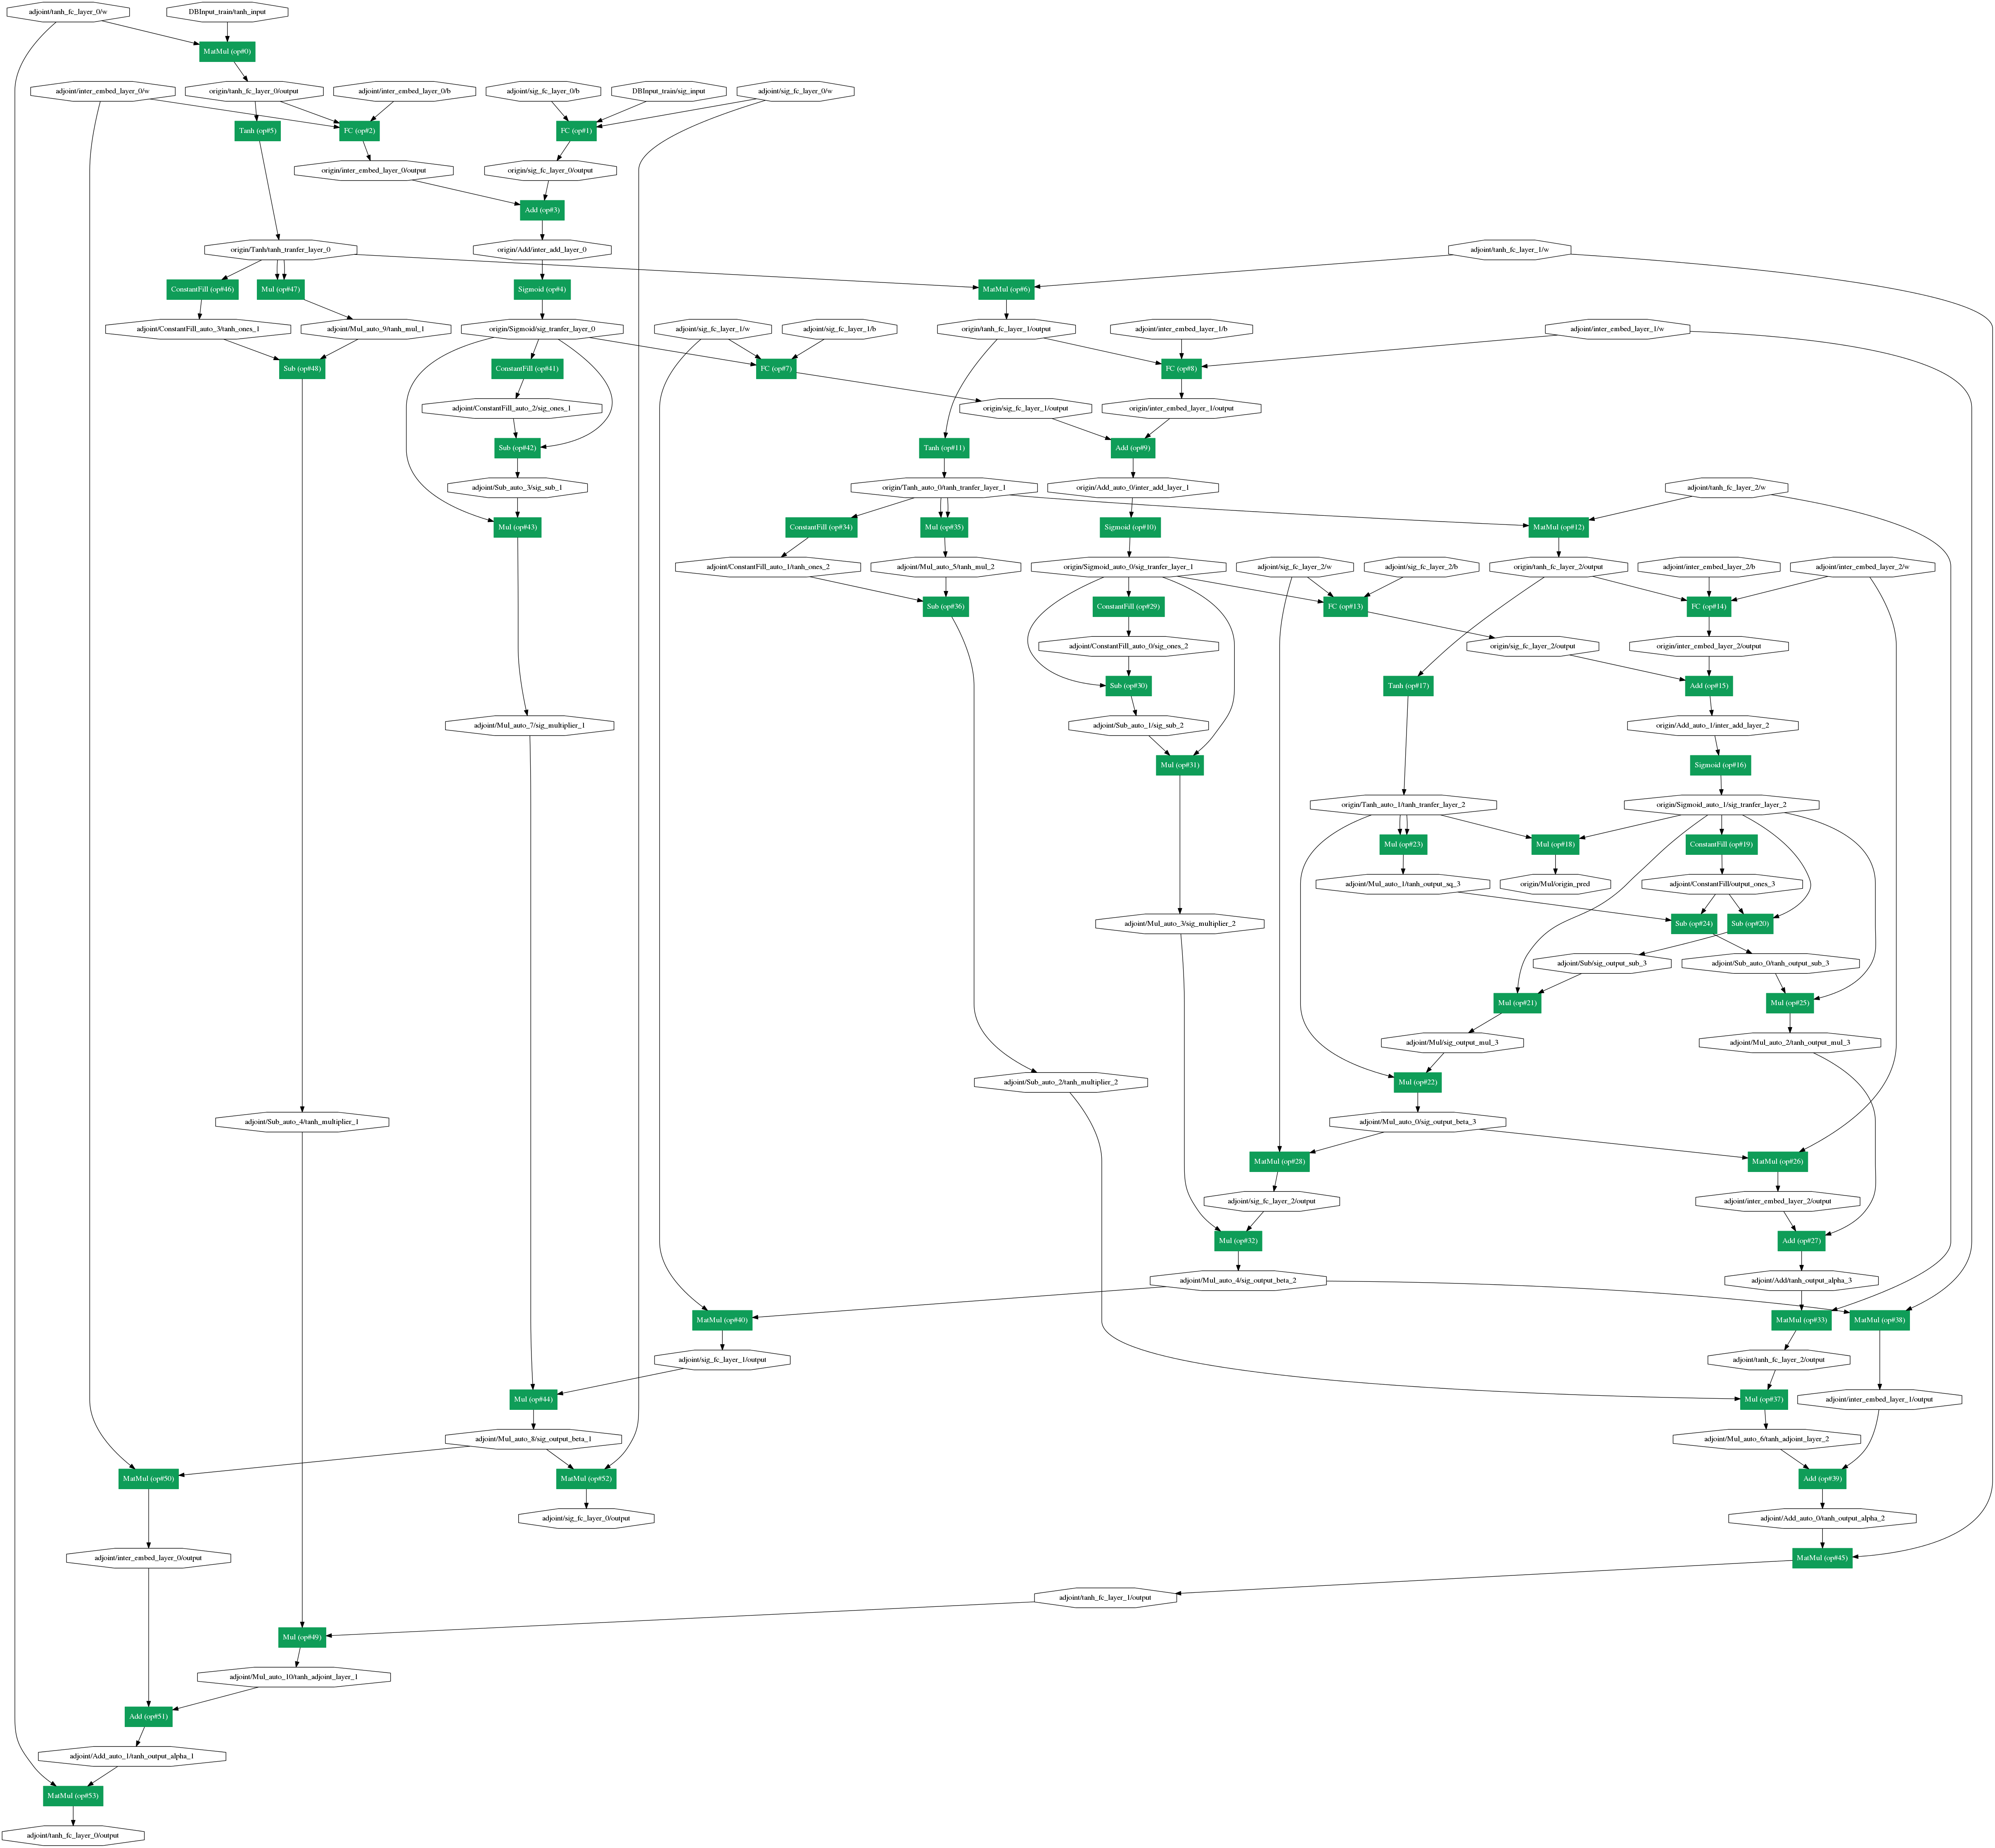 adjoint/tanh_fc_layer_0/w
DBInput_train/tanh_input
MatMul (op#0)
adjoint/inter_embed_layer_0/w
origin/tanh_fc_layer_0/output
adjoint/inter_embed_layer_0/b
adjoint/sig_fc_layer_0/b
DBInput_train/sig_input
adjoint/sig_fc_layer_0/w
Tanh (op#5)
FC (op#2)
FC (op#1)
origin/inter_embed_layer_0/output
origin/sig_fc_layer_0/output
Add (op#3)
origin/Tanh/tanh_tranfer_layer_0
origin/Add/inter_add_layer_0
adjoint/tanh_fc_layer_1/w
ConstantFill (op#46)
Mul (op#47)
Sigmoid (op#4)
MatMul (op#6)
adjoint/ConstantFill_auto_3/tanh_ones_1
adjoint/Mul_auto_9/tanh_mul_1
origin/Sigmoid/sig_tranfer_layer_0
adjoint/sig_fc_layer_1/w
adjoint/sig_fc_layer_1/b
origin/tanh_fc_layer_1/output
adjoint/inter_embed_layer_1/b
adjoint/inter_embed_layer_1/w
Sub (op#48)
ConstantFill (op#41)
FC (op#7)
FC (op#8)
adjoint/ConstantFill_auto_2/sig_ones_1
origin/sig_fc_layer_1/output
origin/inter_embed_layer_1/output
Sub (op#42)
Tanh (op#11)
Add (op#9)
adjoint/Sub_auto_3/sig_sub_1
origin/Tanh_auto_0/tanh_tranfer_layer_1
origin/Add_auto_0/inter_add_layer_1
adjoint/tanh_fc_layer_2/w
Mul (op#43)
ConstantFill (op#34)
Mul (op#35)
Sigmoid (op#10)
MatMul (op#12)
adjoint/ConstantFill_auto_1/tanh_ones_2
adjoint/Mul_auto_5/tanh_mul_2
origin/Sigmoid_auto_0/sig_tranfer_layer_1
adjoint/sig_fc_layer_2/w
adjoint/sig_fc_layer_2/b
origin/tanh_fc_layer_2/output
adjoint/inter_embed_layer_2/b
adjoint/inter_embed_layer_2/w
Sub (op#36)
ConstantFill (op#29)
FC (op#13)
FC (op#14)
adjoint/ConstantFill_auto_0/sig_ones_2
origin/sig_fc_layer_2/output
origin/inter_embed_layer_2/output
Sub (op#30)
Tanh (op#17)
Add (op#15)
adjoint/Mul_auto_7/sig_multiplier_1
adjoint/Sub_auto_1/sig_sub_2
origin/Add_auto_1/inter_add_layer_2
Mul (op#31)
Sigmoid (op#16)
origin/Tanh_auto_1/tanh_tranfer_layer_2
origin/Sigmoid_auto_1/sig_tranfer_layer_2
Mul (op#23)
Mul (op#18)
ConstantFill (op#19)
adjoint/Mul_auto_1/tanh_output_sq_3
origin/Mul/origin_pred
adjoint/ConstantFill/output_ones_3
adjoint/Mul_auto_3/sig_multiplier_2
Sub (op#24)
Sub (op#20)
adjoint/Sub/sig_output_sub_3
adjoint/Sub_auto_0/tanh_output_sub_3
Mul (op#21)
Mul (op#25)
adjoint/Mul/sig_output_mul_3
adjoint/Mul_auto_2/tanh_output_mul_3
adjoint/Sub_auto_2/tanh_multiplier_2
Mul (op#22)
adjoint/Sub_auto_4/tanh_multiplier_1
adjoint/Mul_auto_0/sig_output_beta_3
MatMul (op#28)
MatMul (op#26)
adjoint/sig_fc_layer_2/output
adjoint/inter_embed_layer_2/output
Mul (op#32)
Add (op#27)
adjoint/Mul_auto_4/sig_output_beta_2
adjoint/Add/tanh_output_alpha_3
MatMul (op#40)
MatMul (op#33)
MatMul (op#38)
adjoint/sig_fc_layer_1/output
adjoint/tanh_fc_layer_2/output
Mul (op#44)
Mul (op#37)
adjoint/inter_embed_layer_1/output
adjoint/Mul_auto_8/sig_output_beta_1
adjoint/Mul_auto_6/tanh_adjoint_layer_2
MatMul (op#50)
MatMul (op#52)
Add (op#39)
adjoint/sig_fc_layer_0/output
adjoint/Add_auto_0/tanh_output_alpha_2
adjoint/inter_embed_layer_0/output
MatMul (op#45)
adjoint/tanh_fc_layer_1/output
Mul (op#49)
adjoint/Mul_auto_10/tanh_adjoint_layer_1
Add (op#51)
adjoint/Add_auto_1/tanh_output_alpha_1
MatMul (op#53)
adjoint/tanh_fc_layer_0/output